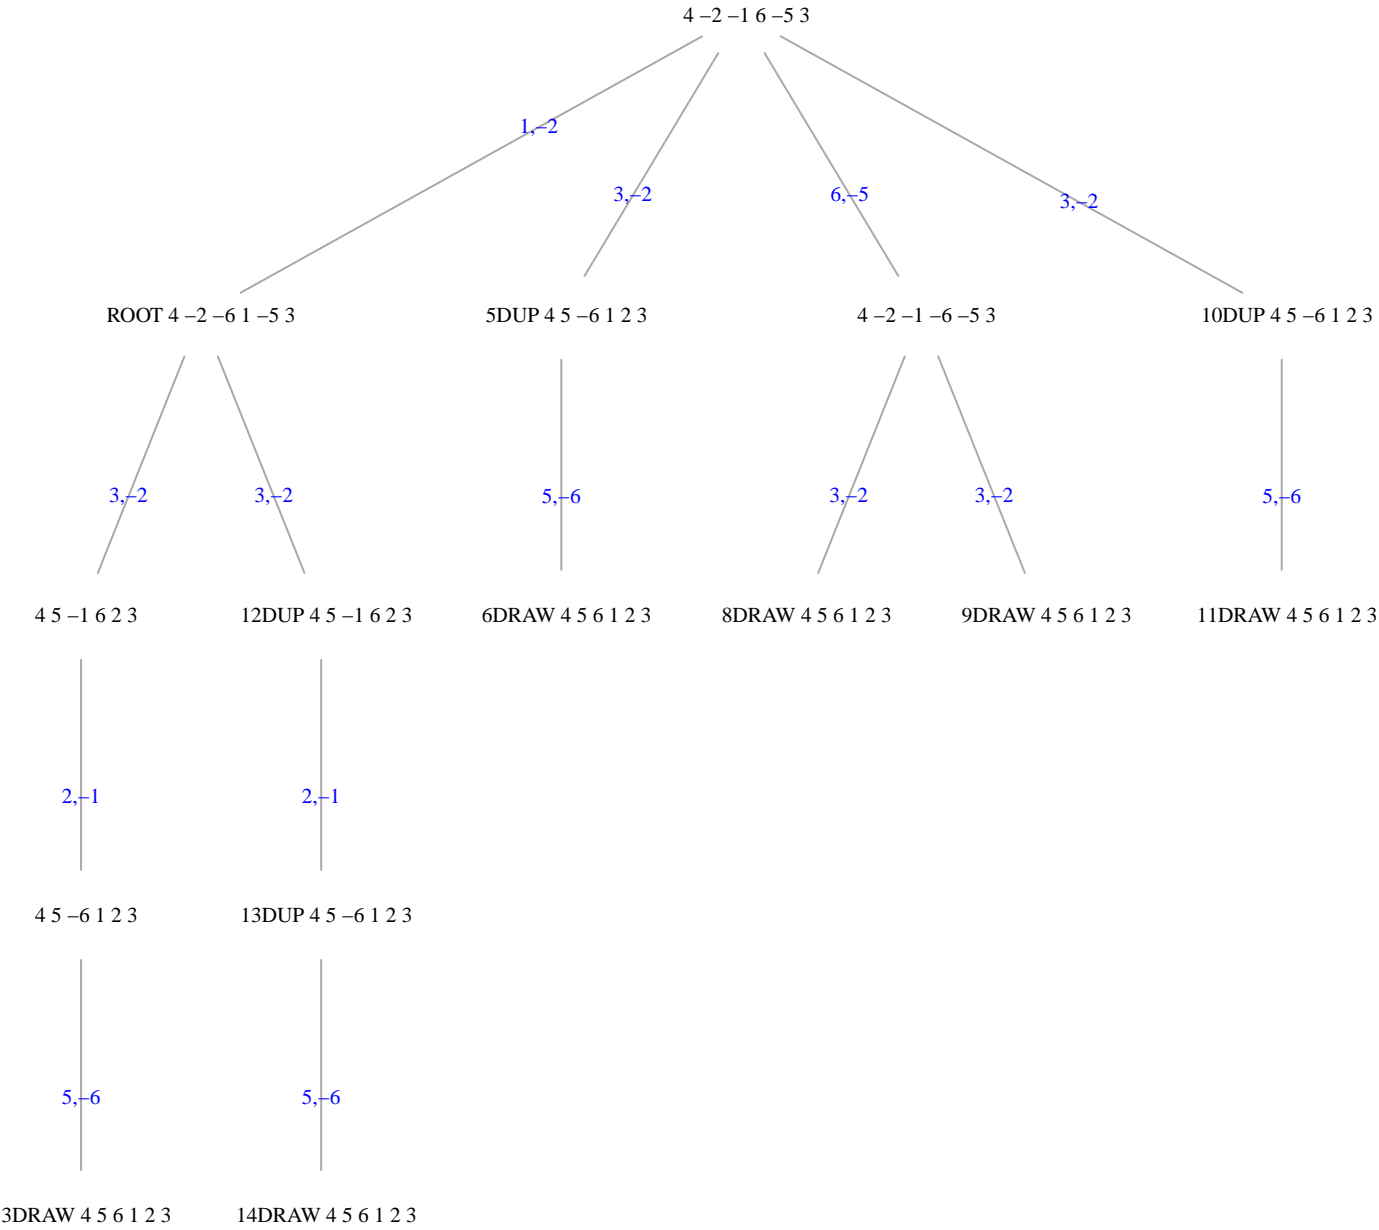 4 –2 –1 6 –5 3
1,–2
3,–2
6,–5
3,–2
ROOT 4 –2 –6 1 –5 3
5DUP 4 5 –6 1 2 3
4 –2 –1 –6 –5 3
10DUP 4 5 –6 1 2 3
3,–2
3,–2
5,–6
3,–2
3,–2
5,–6
4 5 –1 6 2 3
12DUP 4 5 –1 6 2 3
6DRAW 4 5 6 1 2 3
8DRAW 4 5 6 1 2 3
9DRAW 4 5 6 1 2 3
11DRAW 4 5 6 1 2 3
2,–1
2,–1
4 5 –6 1 2 3
13DUP 4 5 –6 1 2 3
5,–6
5,–6
3DRAW 4 5 6 1 2 3
14DRAW 4 5 6 1 2 3